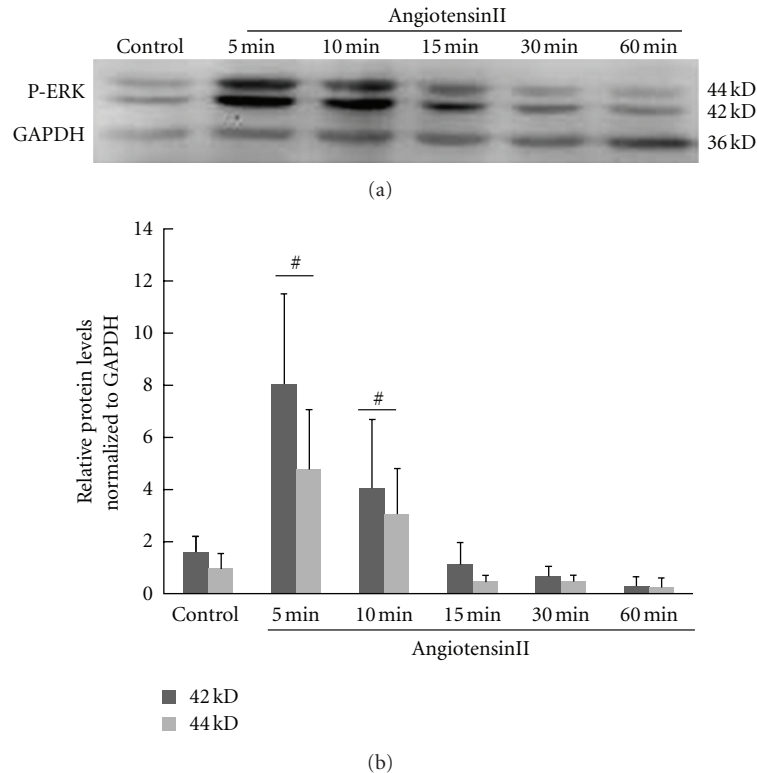 AngiotensinII
Control 5 min 10 min 15 min 30 min 60 min
P-ERK
44 kD
42 kD
GAPDH
36 kD
(a)
Relative protein levels
normalized to GAPDH
14
12
10
8
6
4
2
0
#
#
Control 5 min 10 min 15 min 30 min 60 min
AngiotensinII
42 kD
44 kD
(b)